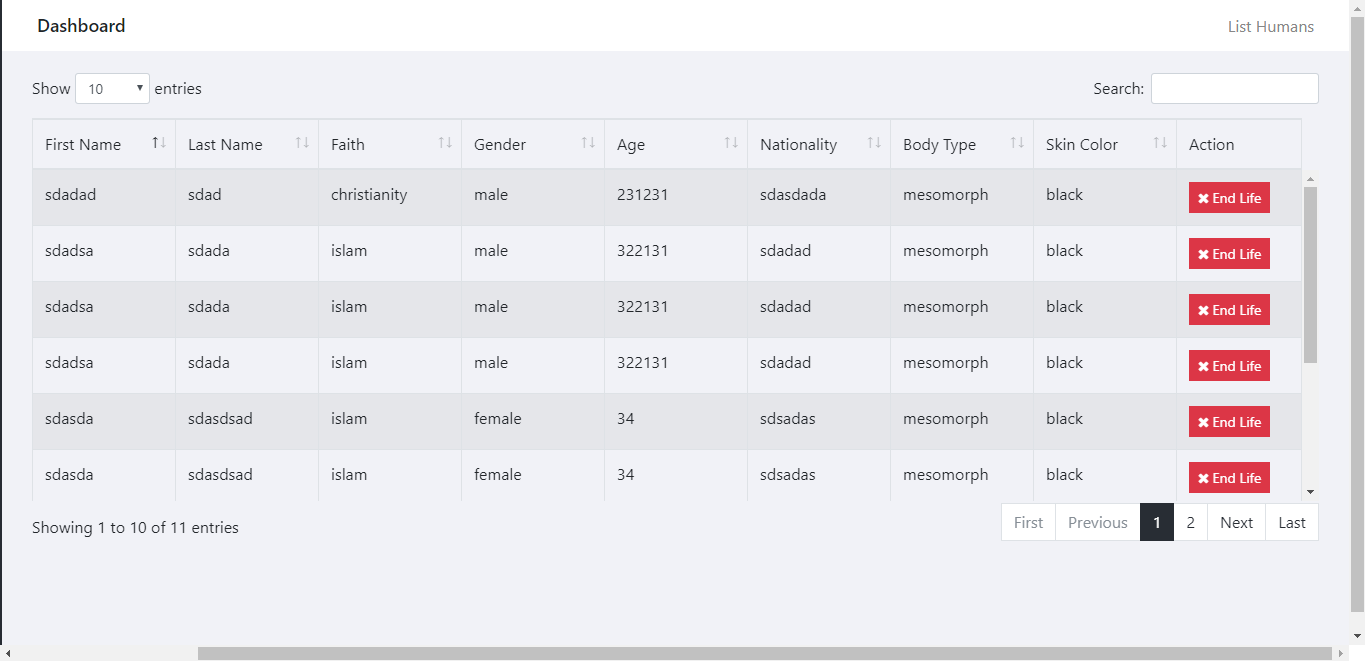 Dashboard List Humans
Show 10 entries Search:
First Name Last Name Faith Gender Age Nationality Body Type Skin Color Action
sdadad sdad christianity male 231231 sdasdada mesomorph black End Life
sdadsa sdada islam male 322131 sdadad mesomorph black End Life
sdadsa sdada islam male 322131 sdadad mesomorph black End Life
sdadsa sdada islam male 322131 sdadad mesomorph black End Life
sdasda sdasdsad islam female 34 sdsadas mesomorph black End Life
sdasda sdasdsad islam female 34 sdsadas mesomorph black End Life
Showing 1 to 10 of 11 entries First Previous 1 2 Next Last